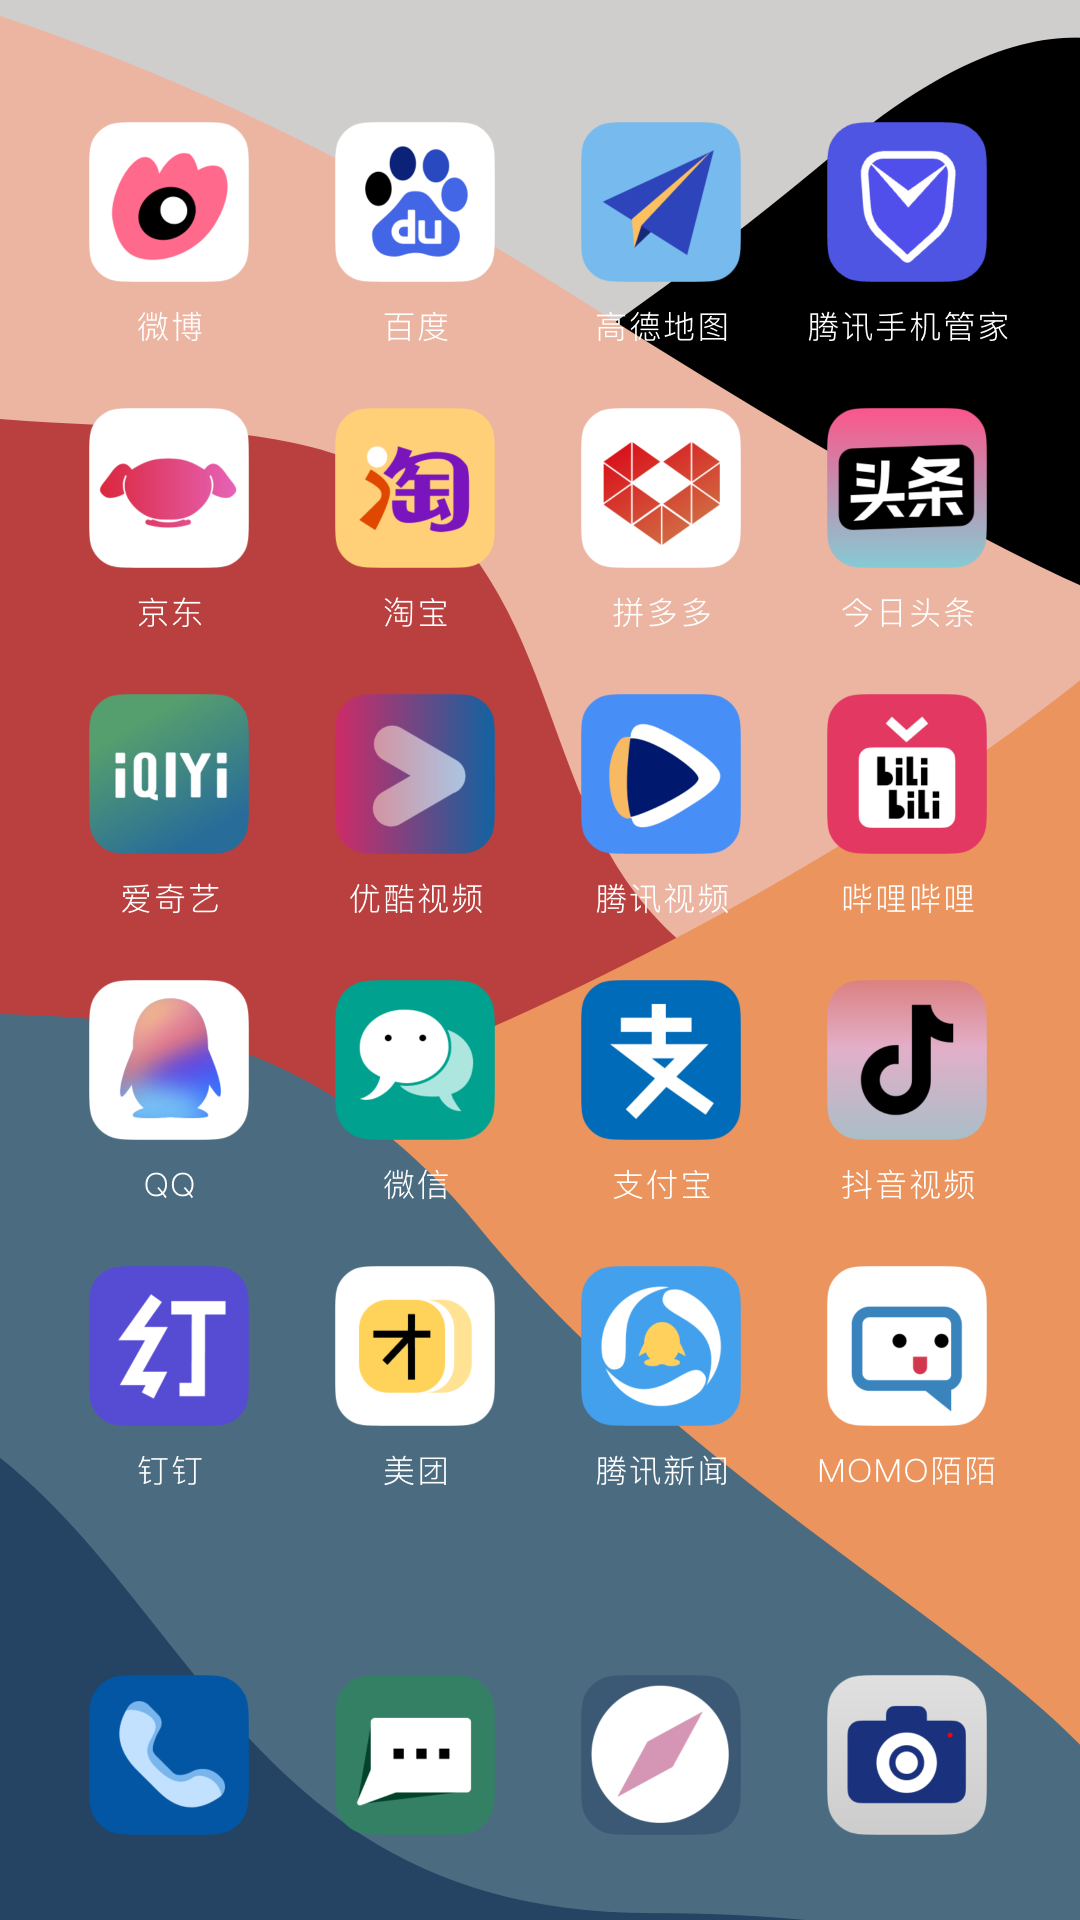 du
微博 百度 高德地图 腾讯手机管家
淘 头条
京东 淘宝 拼多多 今日头条
iQIYI bili bili
爱奇艺 优酷视频 腾讯视频 哔哩哔哩
支
QQ 微信 支付宝 抖音视频
钉 才
钉钉 美团 腾讯新闻 MOMO陌陌